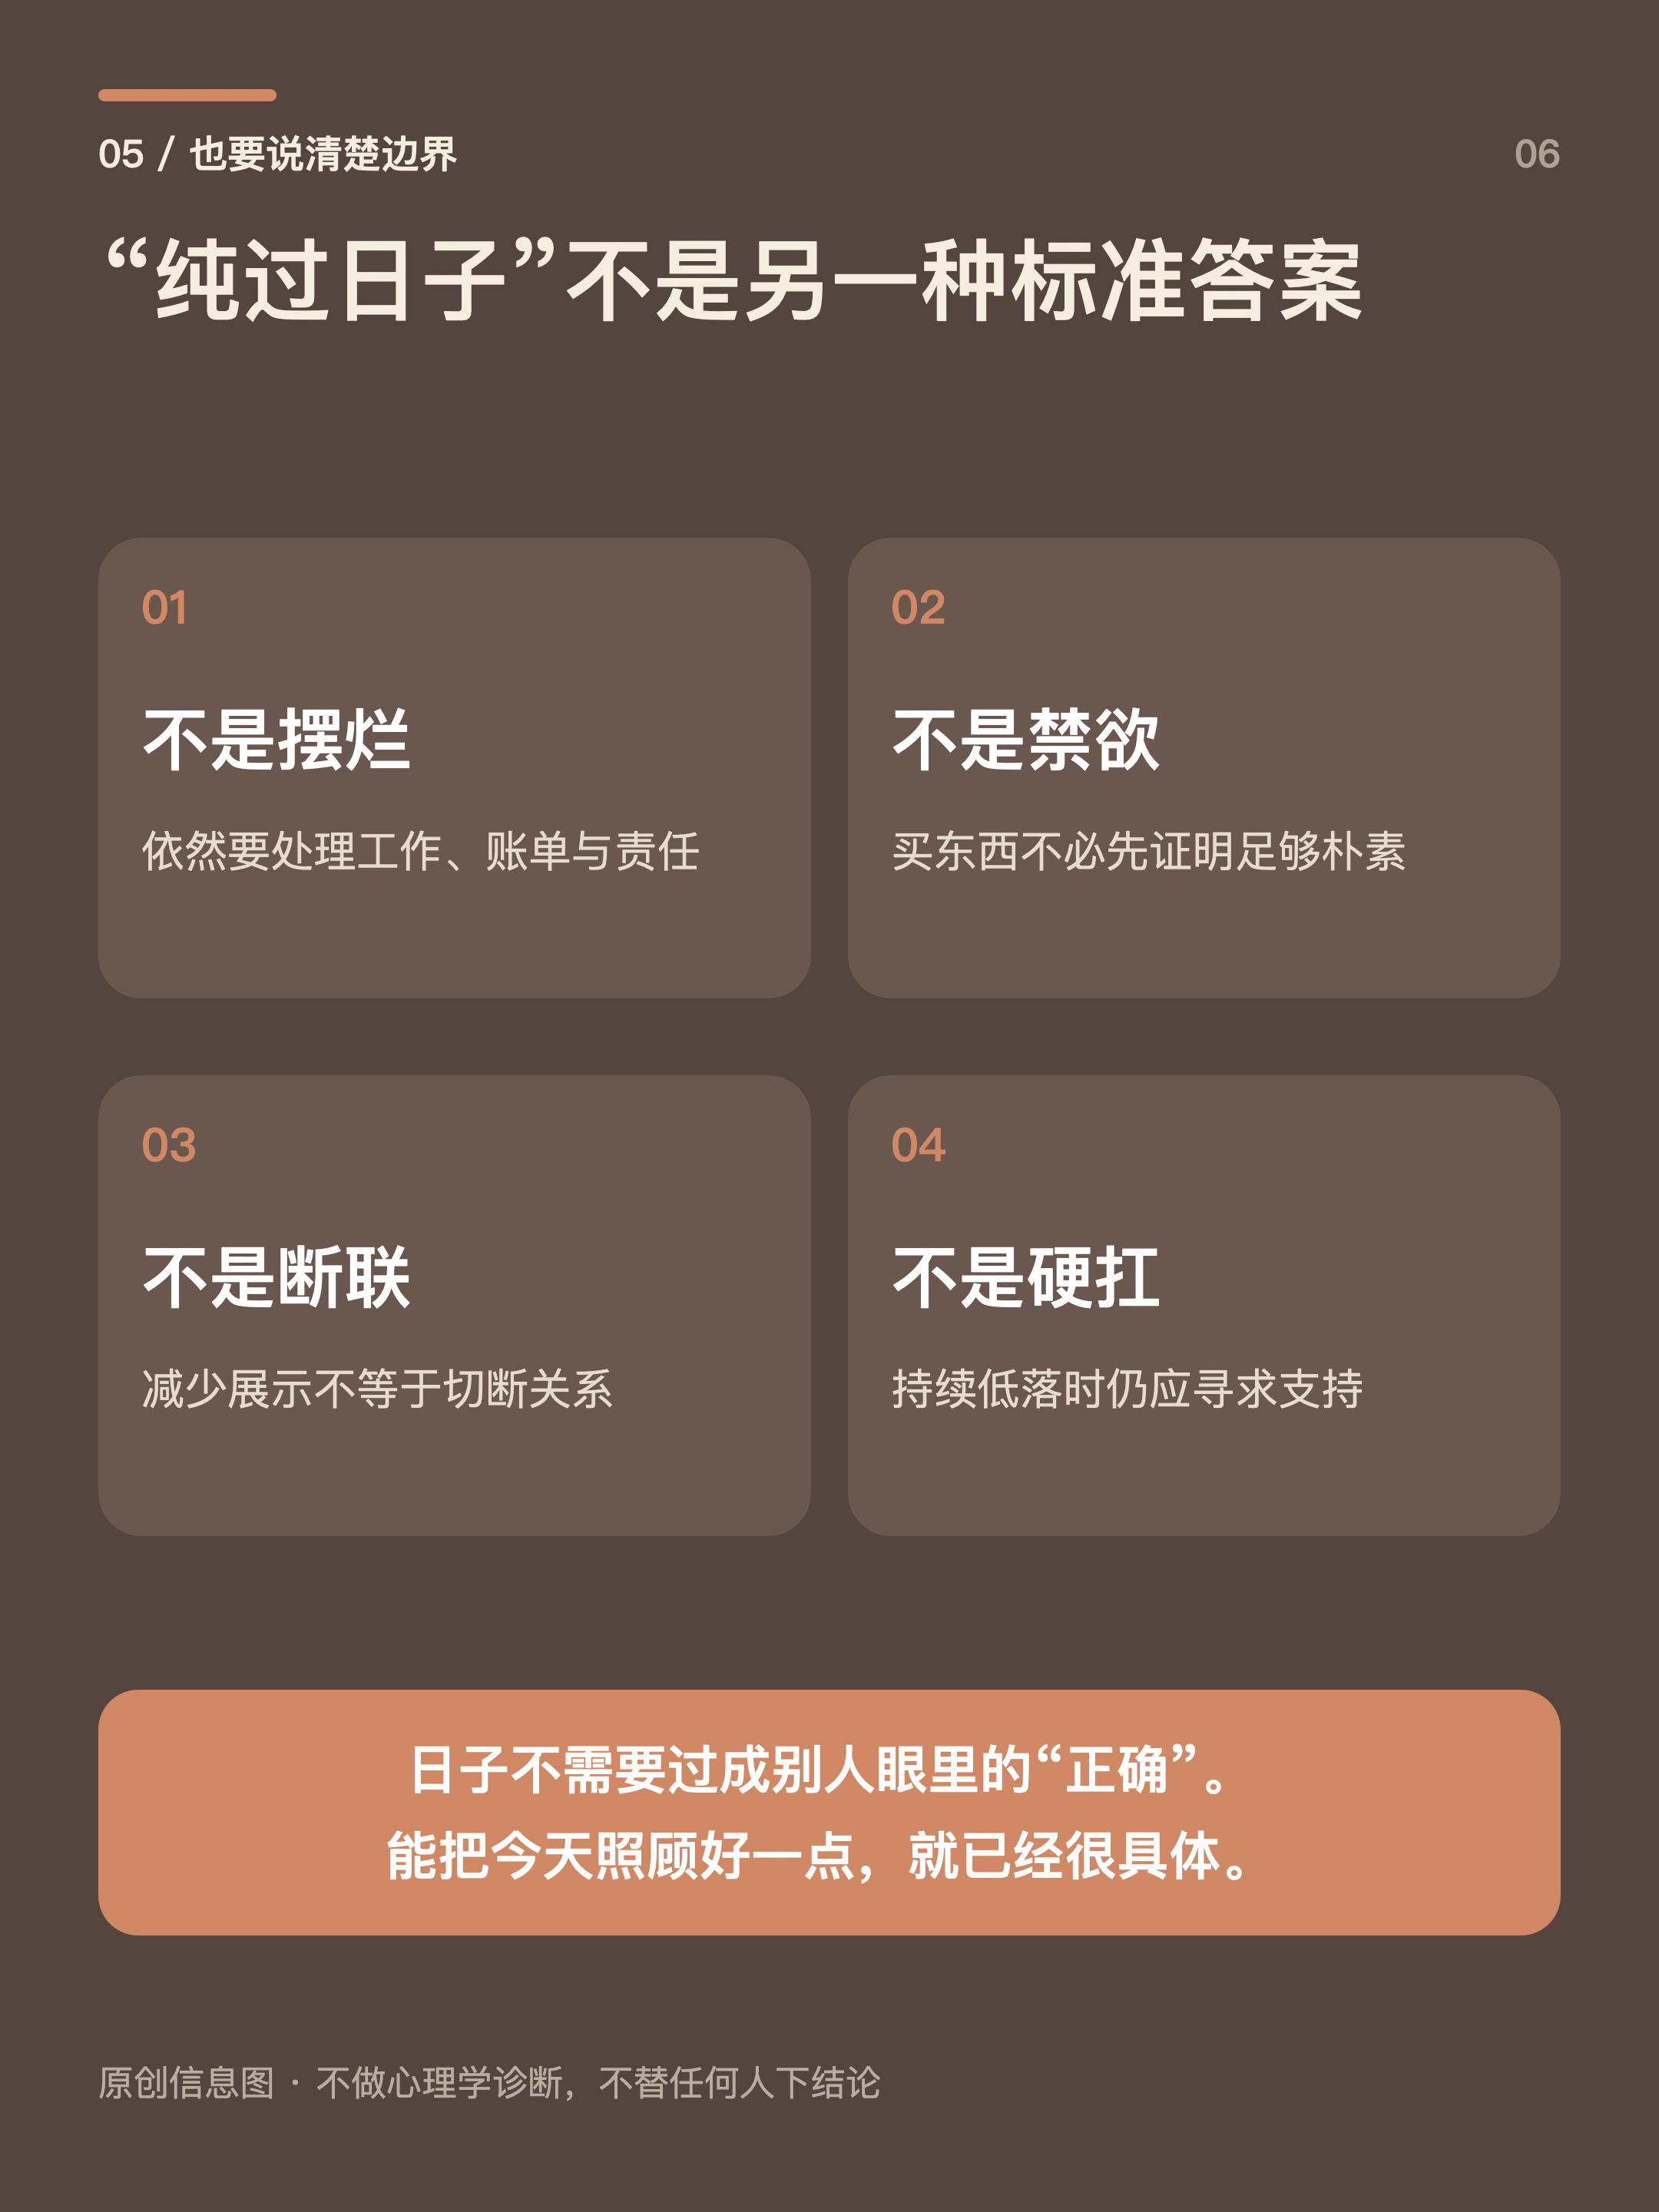 05 / 也要说清楚边界
06
“纯过日子”不是另一种标准答案
01
不是摆烂
依然要处理工作、账单与责任
02
不是禁欲
买东西不必先证明足够朴素
03
不是断联
减少展示不等于切断关系
04
不是硬扛
持续低落时仍应寻求支持
日子不需要过成别人眼里的“正确”。
能把今天照顾好一点，就已经很具体。
原创信息图 · 不做心理学诊断，不替任何人下结论